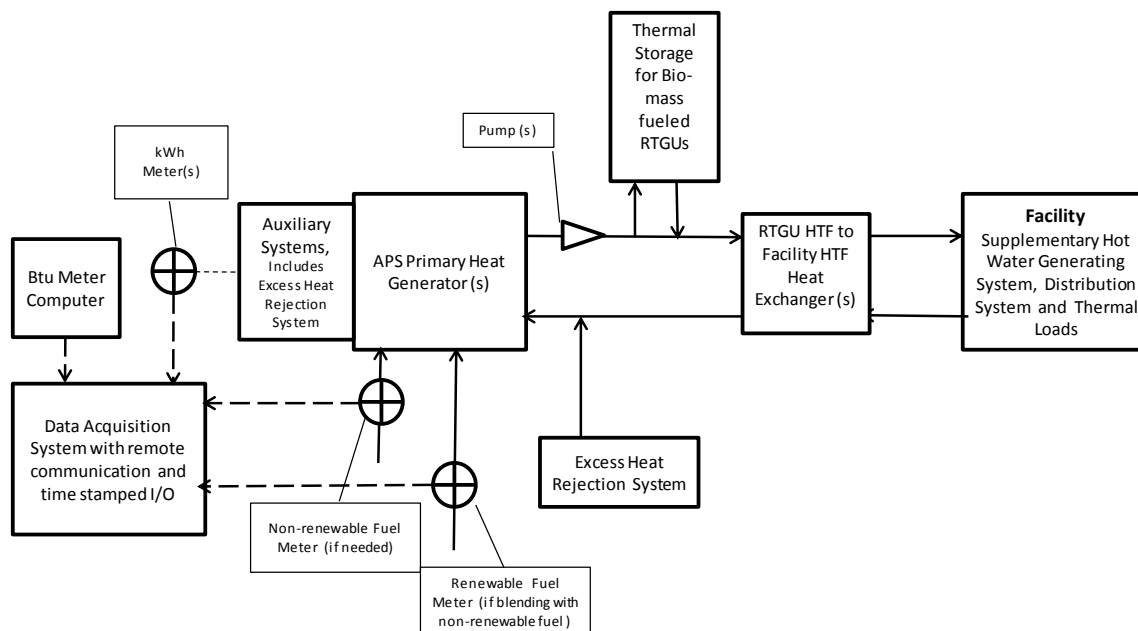 Thermal
Storage
for Bio-
mass
fueled
RTGUs
Pump (s)
kWh
Meter(s)
Auxiliary
Systems,
Includes
Excess Heat
Rejection
System
APS Primary Heat
Generator (s)
RTGU HTF to
Facility HTF
Heat
Exchanger (s)
Facility
Supplementary Hot
Water Generating
System, Distribution
System and Thermal
Loads
Btu Meter
Computer
Data Acquisition
System with remote
communication and
time stamped I/O
Excess Heat
Rejection System
Non-renewable Fuel
Meter (if needed)
Renewable Fuel
Meter (if blending with
non-renewable fuel )